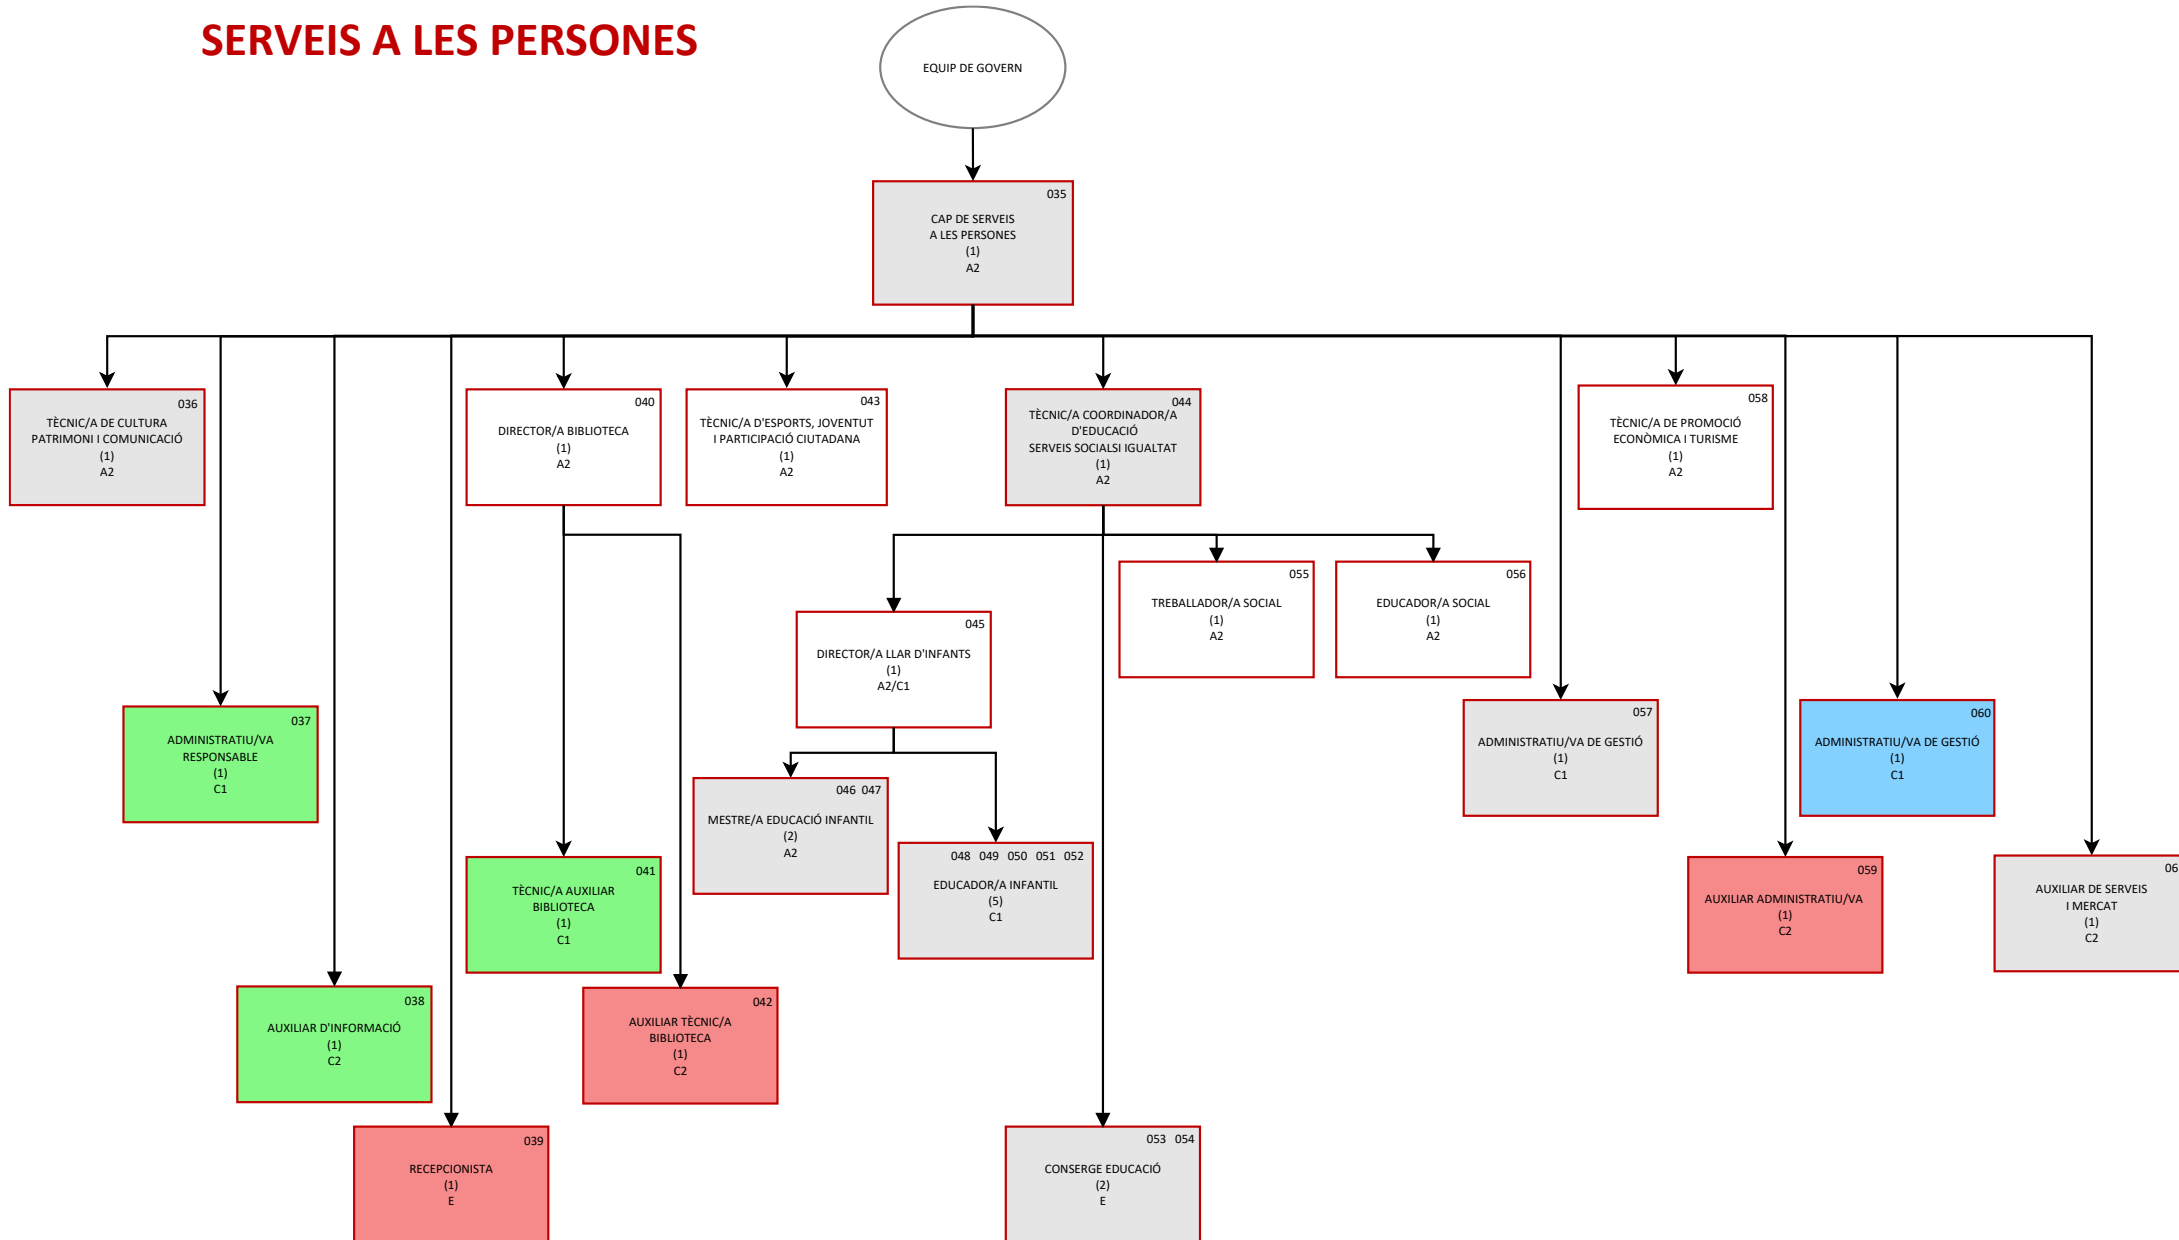 SERVEIS A LES PERSONES
EQUIP DE GOVERN
035
CAP DE SERVEIS
A LES PERSONES
(1)
A2
036
TÈCNIC/A DE CULTURA
PATRIMONI I COMUNICACIÓ
(1)
A2
040
DIRECTOR/A BIBLIOTECA
(1)
A2
043
TÈCNIC/A D'ESPORTS, JOVENTUT
I PARTICIPACIÓ CIUTADANA
(1)
A2
044
TÈCNIC/A COORDINADOR/A
D'EDUCACIÓ
SERVEIS SOCIALSI IGUALTAT
(1)
A2
058
TÈCNIC/A DE PROMOCIÓ
ECONÒMICA I TURISME
(1)
A2
055
TREBALLADOR/A SOCIAL
(1)
A2
056
EDUCADOR/A SOCIAL
(1)
A2
045
DIRECTOR/A LLAR D'INFANTS
(1)
A2/C1
037
ADMINISTRATIU/VA
RESPONSABLE
(1)
C1
057
ADMINISTRATIU/VA DE GESTIÓ
(1)
C1
060
ADMINISTRATIU/VA DE GESTIÓ
(1)
C1
046 047
MESTRE/A EDUCACIÓ INFANTIL
(2)
A2
048 049 050 051 052
EDUCADOR/A INFANTIL
(5)
C1
041
TÈCNIC/A AUXILIAR
BIBLIOTECA
(1)
C1
059
AUXILIAR ADMINISTRATIU/VA
(1)
C2
06
AUXILIAR DE SERVEIS
I MERCAT
(1)
C2
038
AUXILIAR D'INFORMACIÓ
(1)
C2
042
AUXILIAR TÈCNIC/A
BIBLIOTECA
(1)
C2
039
RECEPCIONISTA
(1)
E
053 054
CONSERGE EDUCACIÓ
(2)
E